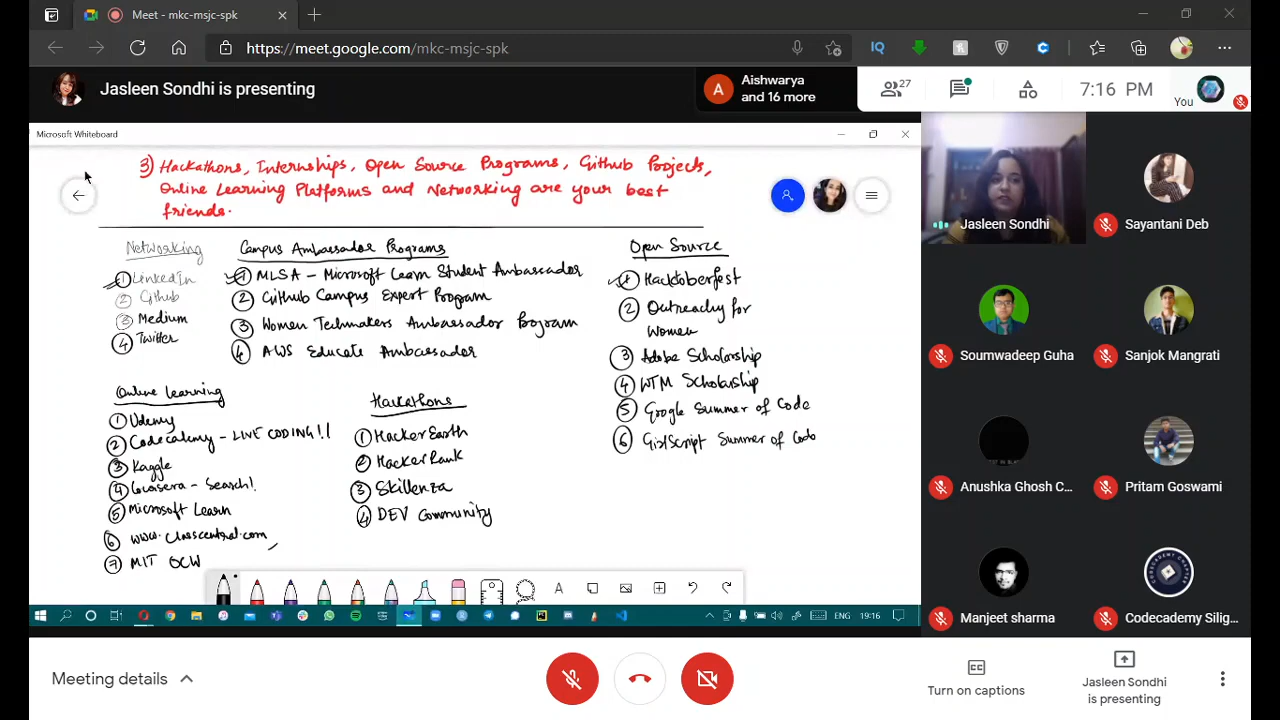 Meet - mkc-msjc-spk
https://meet.google.com/mkc-msjc-spk
Jasleen Sondhi is presenting
A
Aishwarya
and 16 more
27
7:16 PM
You
Microsoft Whiteboard
3) Hackathons, Internships, Open Source Programs, Github Projects,
Online Learning Platforms and Networking are your best
friends.
Networking
① LinkedIn
② Github
③ Medium
④ Twitter
Campus Ambassador Programs
① MLSA - Microsoft Learn Student Ambassador
② Github Campus Expert Program
③ Women Techmakers Ambassador Program
④ AWS Educate Ambassador
Open Source
① Hacktoberfest
② Outreachy for
Women
③ Adobe Scholarship
④ WTM Scholarship
⑤ Google Summer of Code
⑥ GirlScript Summer of Code
Online Learning
① Udemy
② Codecademy - LIVE CODING!!
③ Kaggle
④ Coursera - Search!
⑤ Microsoft Learn
⑥ www.classcentral.com
⑦ MIT OCW
Hackathons
① HackerEarth
② HackerRank
③ Skillenza
④ DEV Community
ENG
19:16
Jasleen Sondhi
Sayantani Deb
Soumwadeep Guha
Sanjok Mangrati
Anushka Ghosh C...
Pritam Goswami
Manjeet sharma
Codecademy Silig...
Meeting details
Turn on captions
Jasleen Sondhi
is presenting